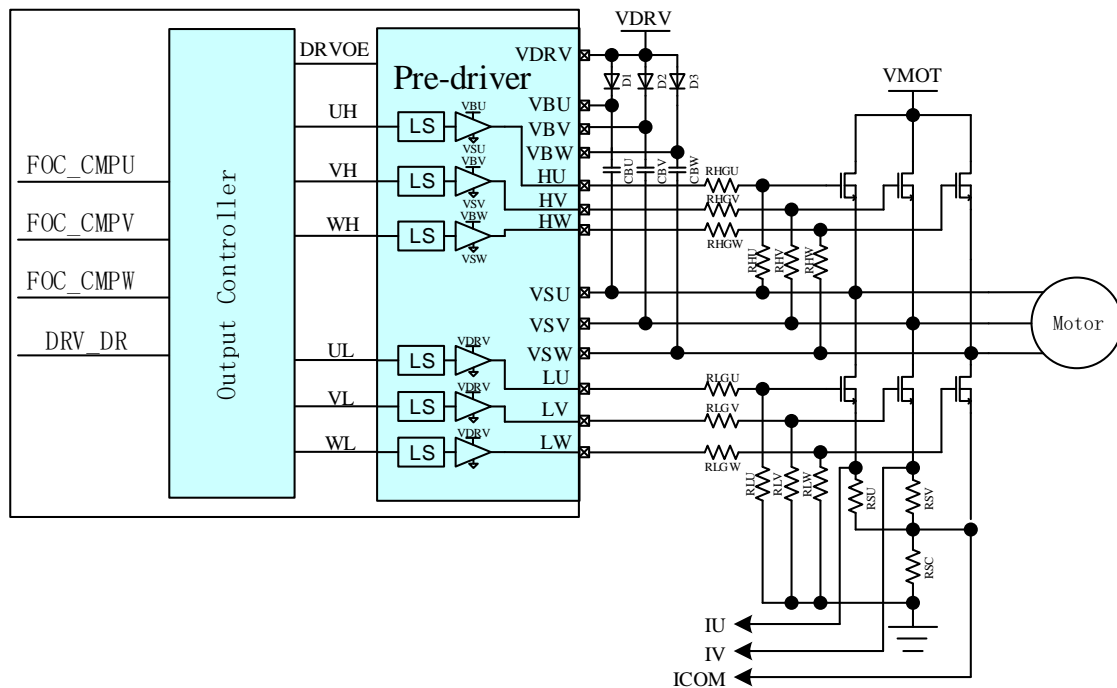 VDRV
DRVOE
VDRV
D1
D2
D3
VMOT
Pre-driver
UH
LS
VBU
VSU
VBU
VBV
VBW
CBU
CBV
CBW
FOC_CMPU
VH
LS
VBV
VSV
HU
HV
HW
RHGU
RHGV
RHGW
FOC_CMPV
WH
LS
VBW
VSW
RHU
RHV
RHW
FOC_CMPW
Output Controller
VSU
VSV
VSW
Motor
DRV_DR
UL
LS
VDRV
LU
RLGU
VL
LS
VDRV
LV
RLGV
WL
LS
VDRV
LW
RLGW
RLU
RLV
RLW
RSU
RSV
RSC
IU
IV
ICOM